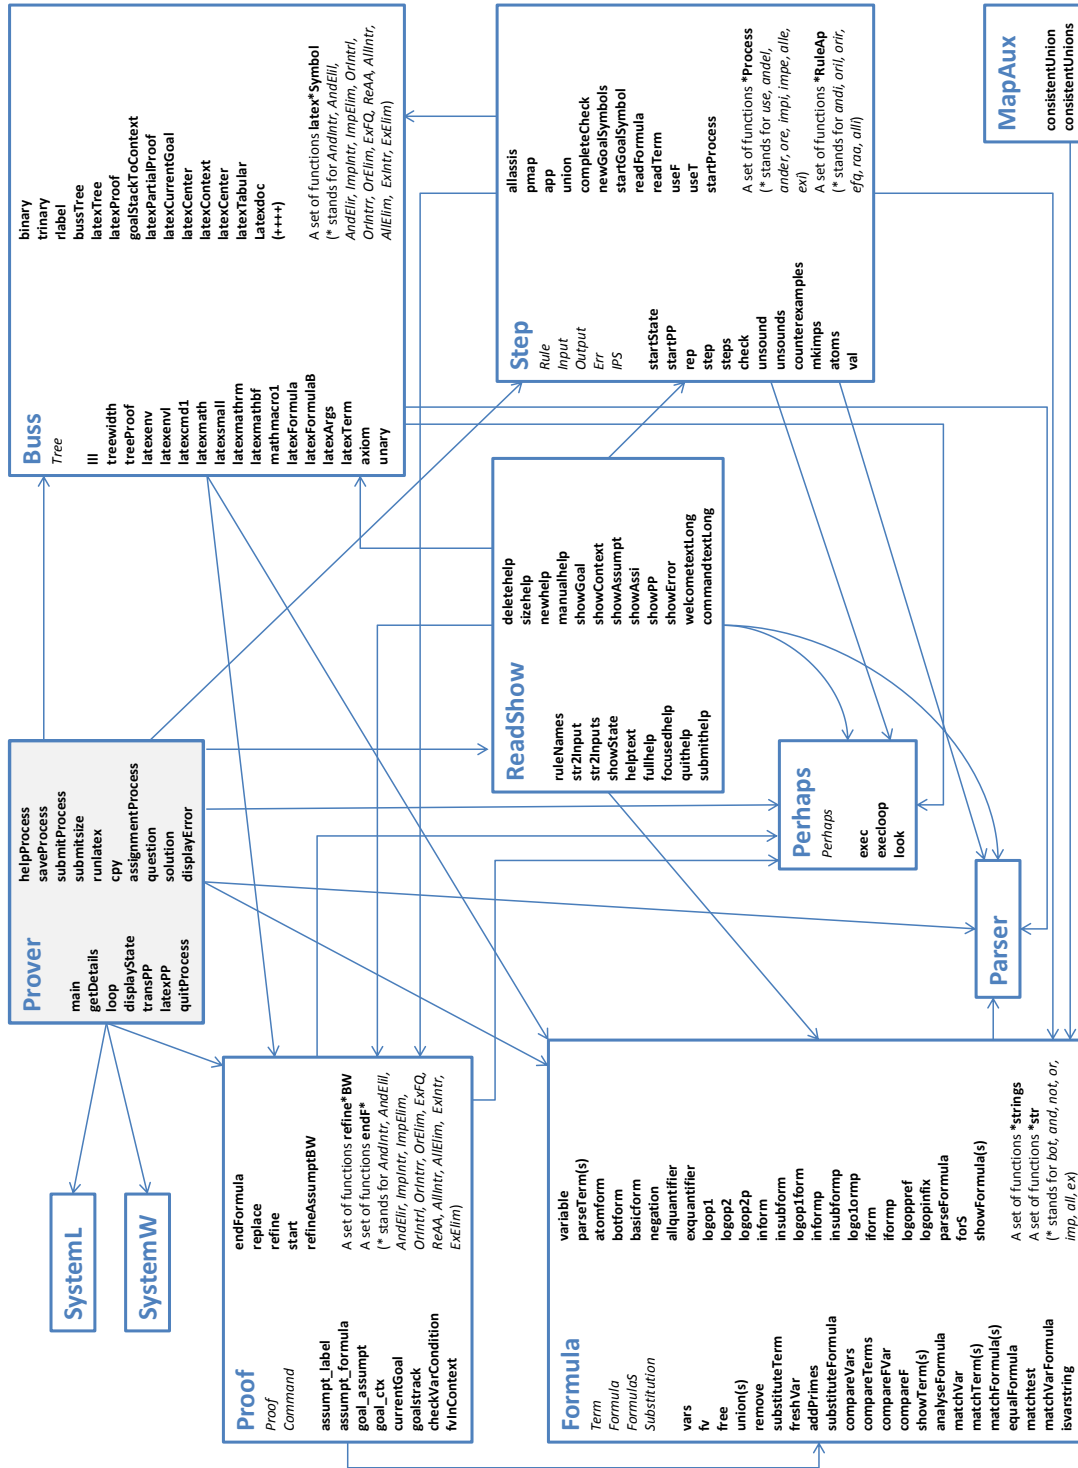 SystemL
SystemW
Prover
main
getDetails
loop
displayState
transPP
latexPP
quitProcess
helpProcess
saveProcess
submitProcess
submitsize
runlatex
cpy
assignmentProcess
question
solution
displayError
Buss
Tree
lll
treewidth
treeProof
latexenv
latexenvl
latexcmd1
latexmath
latexsmall
latexmathrm
latexmathbf
mathmacro1
latexFormula
latexFormulaB
latexArgs
latexTerm
axiom
unary
binary
trinary
rlabel
bussTree
latexTree
latexProof
goalStackToContext
latexPartialProof
latexCurrentGoal
latexCenter
latexContext
latexCenter
latexTabular
Latexdoc
(+++)
A set of functions latex*Symbol
(* stands for AndIntr, AndElil,
AndElir, ImpIntr, ImpElim, OrIntrl,
OrIntrr, OrElim, ExFQ, ReAA, AllIntr,
AllElim, ExIntr, ExElim)
Proof
Proof
Command
assumpt_label
assumpt_formula
goal_assumpt
goal_ctx
currentGoal
goalstrack
checkVarCondition
fvInContext
endFormula
replace
refine
start
refineAssumptBW
A set of functions refine*BW
A set of functions endF*
(* stands for AndIntr, AndElil,
AndElir, ImpIntr, ImpElim,
OrIntrl, OrIntrr, OrElim, ExFQ,
ReAA, AllIntr, AllElim, ExIntr,
ExElim)
ReadShow
ruleNames
str2Input
str2Inputs
showState
helptext
fullhelp
focusedhelp
quithelp
submithelp
deletehelp
sizehelp
newhelp
manualhelp
showGoal
showContext
showAssumpt
showAssi
showPP
showError
welcometextLong
commandtextLong
Step
Rule
Input
Output
Err
IPS
startState
startPP
rep
step
steps
check
unsound
unsounds
counterexamples
mkimps
atoms
val
allassis
pmap
app
union
completeCheck
newGoalSymbols
startGoalSymbol
readFormula
readTerm
useF
useT
startProcess
A set of functions *Process
(* stands for use, andel,
ander, ore, impi, impe, alle,
exi)
A set of functions *RuleAp
(* stands for andi, oril, orir,
efq, raa, alli)
Perhaps
Perhaps
exec
execloop
look
Formula
Term
Formula
FormulaS
Substitution
vars
fv
free
union(s)
remove
substituteTerm
freshVar
addPrimes
substituteFormula
compareVars
compareTerms
compareFVar
compareF
showTerm(s)
analyseFormula
matchVar
matchTerm(s)
matchFormula(s)
equalFormula
matchtest
matchVarFormula
isvarstring
variable
parseTerm(s)
atomform
botform
basicform
negation
allquantifier
exquantifier
logop1
logop2
logop2p
inform
insubform
logop1form
informp
insubformp
logo1ormp
iform
iformp
logoppref
logopinfix
parseFormula
forS
showFormula(s)
A set of functions *strings
A set of functions *str
(* stands for bot, and, not, or,
imp, all, ex)
Parser
MapAux
consistentUnion
consistentUnions